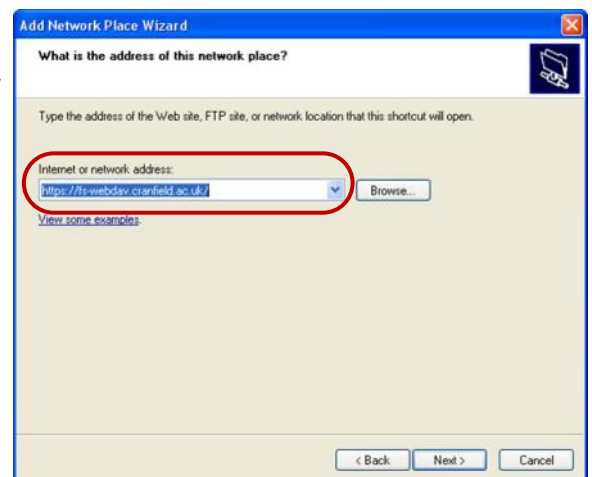 Add Network Place Wizard
What is the address of this network place?
Type the address of the Web site, FTP site, or network location that this shortcut will open.
Internet or network address:
https://fs-webdav.cranfield.ac.uk/
Browse...
View some examples.
< Back
Next >
Cancel